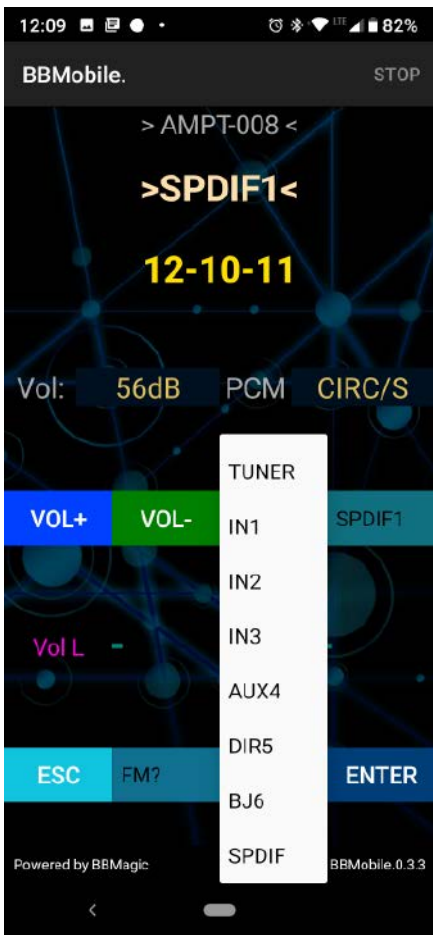 12:09 LTE 82%
BBMobile. STOP
> AMPT-008 <
>SPDIF1<
12-10-11
Vol: 56dB PCM CIRC/S
TUNER
VOL+ VOL- IN1 SPDIF1
IN2
Vol L - IN3 -
AUX4
DIR5
ESC FM? ENTER
BJ6
SPDIF
Powered by BBMagic BBMobile.0.3.3